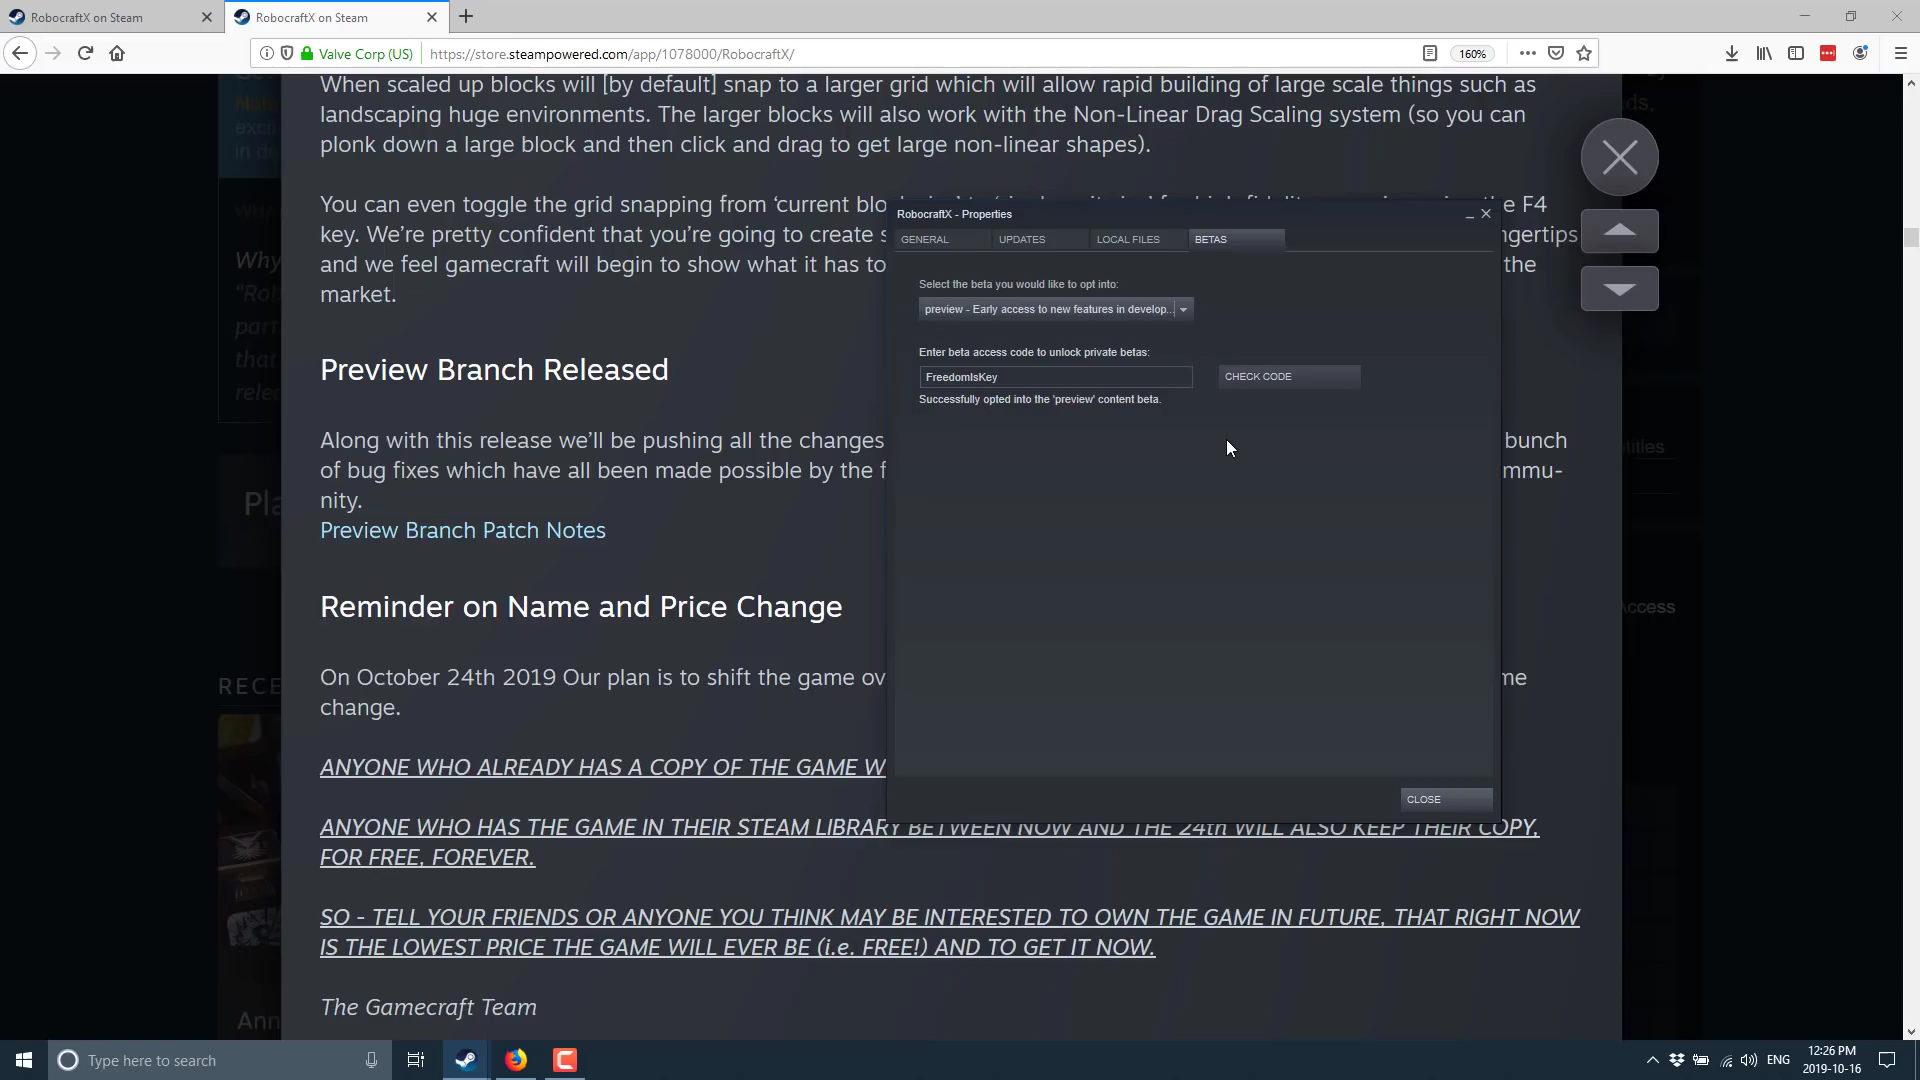 RobocraftX on Steam
RobocraftX on Steam
Valve Corp (US)
https://store.steampowered.com/app/1078000/RobocraftX/
160%
When scaled up blocks will [by default] snap to a larger grid which will allow rapid building of large scale things such as
landscaping huge environments. The larger blocks will also work with the Non-Linear Drag Scaling system (so you can
plonk down a large block and then click and drag to get large non-linear shapes).
You can even toggle the grid snapping from ‘current blo the F4
key. We’re pretty confident that you’re going to create s ngertips
and we feel gamecraft will begin to show what it has to the
market.
RobocraftX - Properties
GENERAL
UPDATES
LOCAL FILES
BETAS
Select the beta you would like to opt into:
preview - Early access to new features in develop...
Enter beta access code to unlock private betas:
FreedomIsKey
CHECK CODE
Successfully opted into the 'preview' content beta.
CLOSE
Preview Branch Released
Along with this release we’ll be pushing all the changes bunch
of bug fixes which have all been made possible by the f mmu-
nity.
Preview Branch Patch Notes
Reminder on Name and Price Change
On October 24th 2019 Our plan is to shift the game ov me
change.
ANYONE WHO ALREADY HAS A COPY OF THE GAME W
ANYONE WHO HAS THE GAME IN THEIR STEAM LIBRARY BETWEEN NOW AND THE 24th WILL ALSO KEEP THEIR COPY,
FOR FREE, FOREVER.
SO - TELL YOUR FRIENDS OR ANYONE YOU THINK MAY BE INTERESTED TO OWN THE GAME IN FUTURE, THAT RIGHT NOW
IS THE LOWEST PRICE THE GAME WILL EVER BE (i.e. FREE!) AND TO GET IT NOW.
The Gamecraft Team
Why
"Rob
part
that
rele
Pla
RECE
Ann
ds,
titles
Access
Type here to search
ENG
12:26 PM
2019-10-16